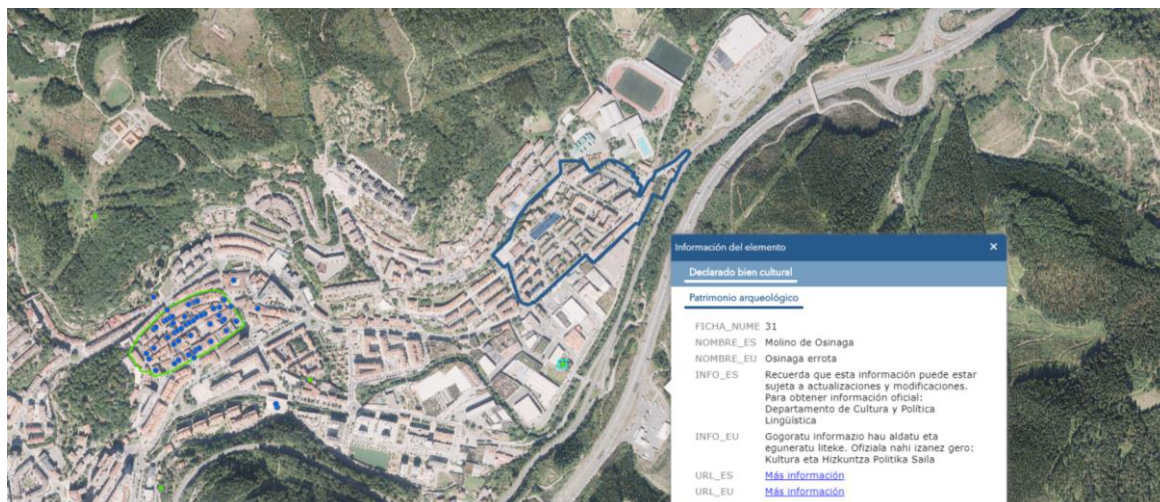 Información del elemento ×
Declarado bien cultural
Patrimonio arqueológico
FICHA_NUME 31
NOMBRE_ES Molino de Osinaga
NOMBRE_EU Osinaga errota
INFO_ES Recuerda que esta información puede estar
sujeta a actualizaciones y modificaciones.
Para obtener información oficial:
Departamento de Cultura y Política
Lingüística
INFO_EU Gogoratu informazio hau aldatu eta
eguneratu liteke. Ofiziala nahi izanez gero:
Kultura eta Hizkuntza Politika Saila
URL_ES Más información
URL_EU Más información